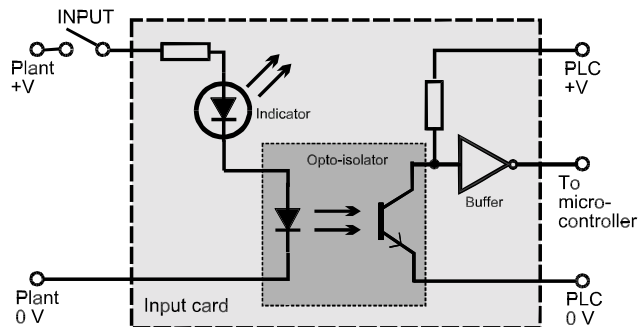 INPUT
Plant
+V
Indicator
PLC
+V
Opto-isolator
Buffer
To
micro-
controller
Plant
0 V
Input card
PLC
0 V